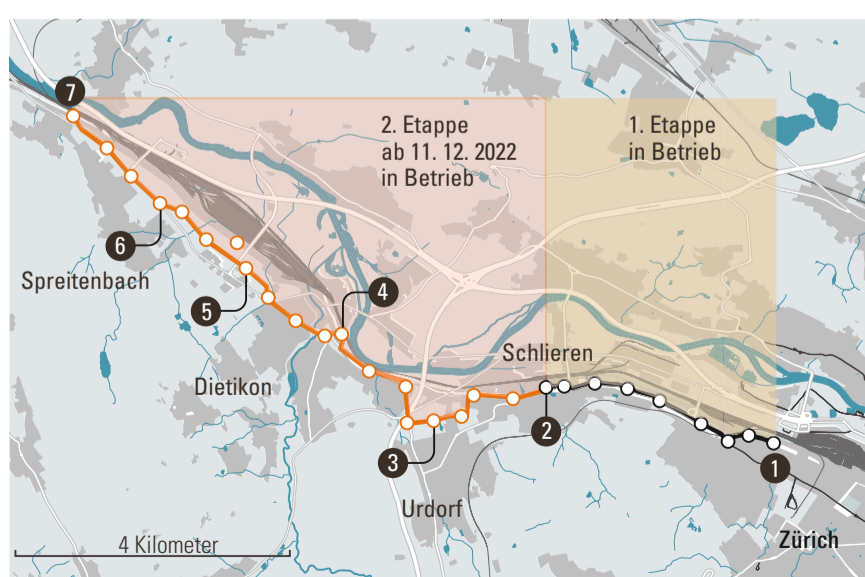 7
2. Etappe
ab 11. 12. 2022
in Betrieb
1. Etappe
in Betrieb
6
Spreitenbach
5
4
Schlieren
Dietikon
2
3
1
Urdorf
4 Kilometer
Zürich